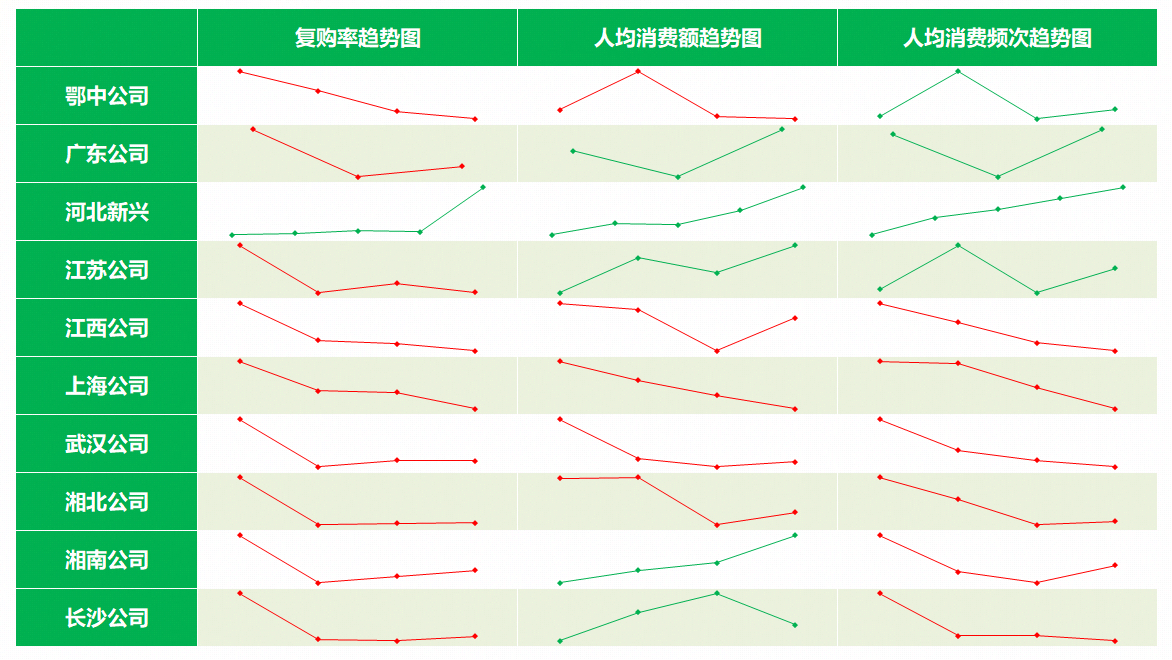 复购率趋势图 人均消费额趋势图 人均消费频次趋势图
鄂中公司
广东公司
河北新兴
江苏公司
江西公司
上海公司
武汉公司
湘北公司
湘南公司
长沙公司